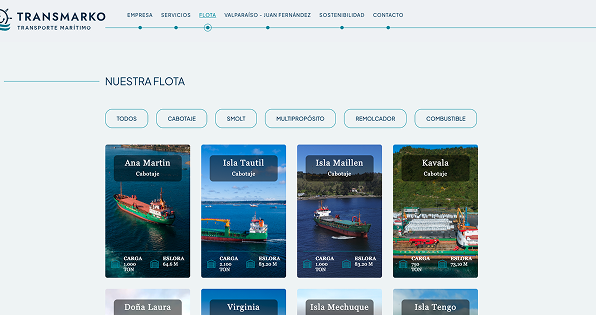 TRANSMARKO
TRANSPORTE MARÍTIMO
EMPRESA SERVICIOS FLOTA VALPARAÍSO - JUAN FERNÁNDEZ SOSTENIBILIDAD CONTACTO
NUESTRA FLOTA
TODOS CABOTAJE SMOLT MULTIPROPÓSITO REMOLCADOR COMBUSTIBLE
Ana Martin
Cabotaje
CARGA
1.000
TON
ESLORA
64.6 M
Isla Tautil
Cabotaje
CARGA
2.100
TON
ESLORA
83.20 M
Isla Maillen
Cabotaje
CARGA
1.000
TON
ESLORA
83.20 M
Kavala
Cabotaje
CARGA
750
TON
ESLORA
75.10 M
Doña Laura
Virginia
Isla Mechuque
Isla Tengo